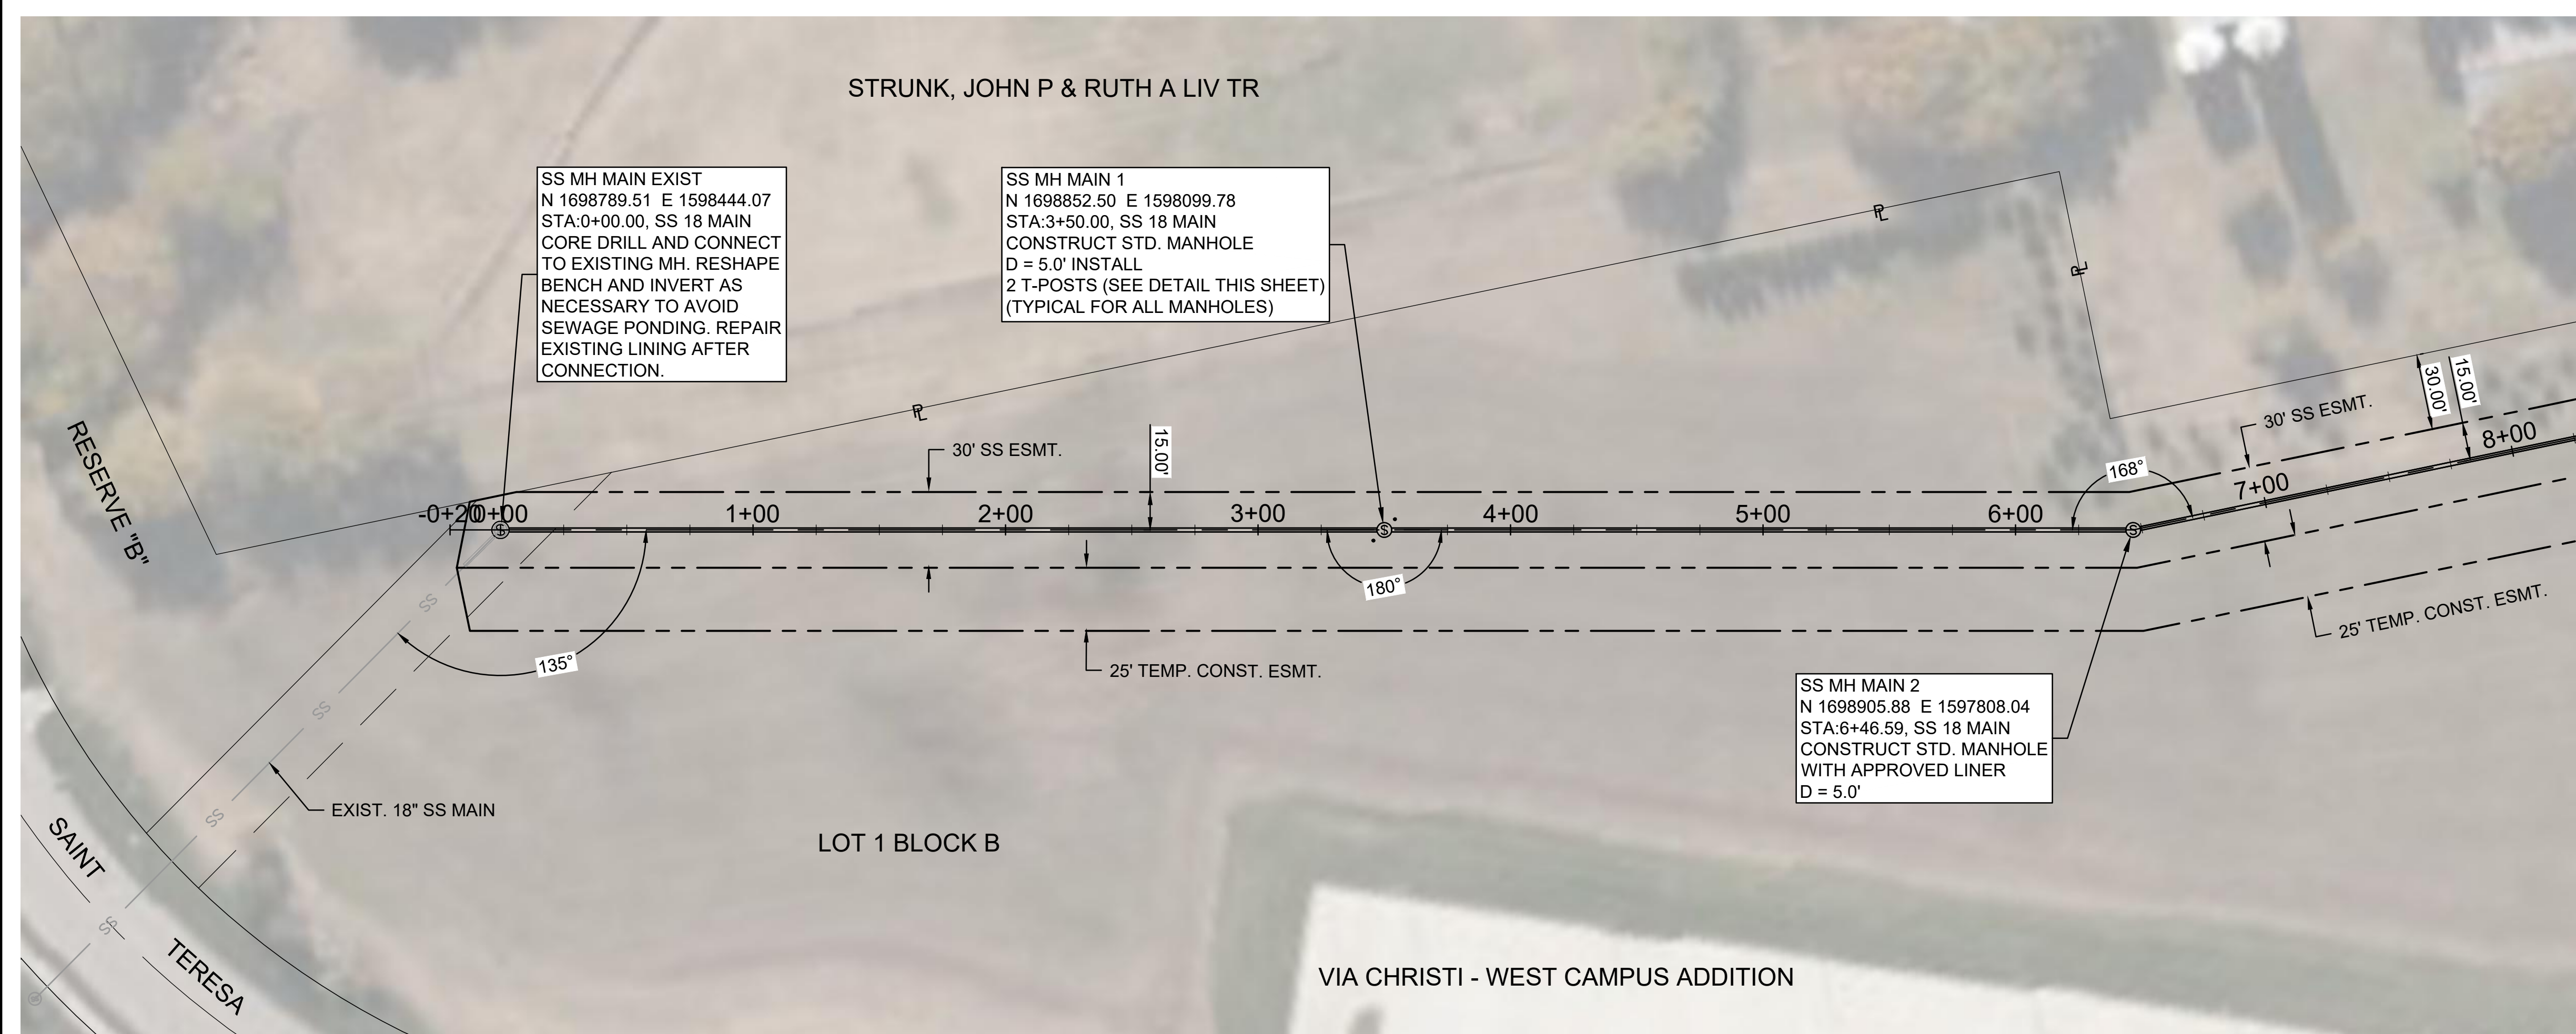 STRUNK, JOHN P & RUTH A LIV TR
SS MH MAIN EXIST
N 1698789.51 E 1598444.07
STA:0+00.00, SS 18 MAIN
CORE DRILL AND CONNECT
TO EXISTING MH. RESHAPE
BENCH AND INVERT AS
NECESSARY TO AVOID
SEWAGE PONDING. REPAIR
EXISTING LINING AFTER
CONNECTION.
SS MH MAIN 1
N 1698852.50 E 1598099.78
STA:3+50.00, SS 18 MAIN
CONSTRUCT STD. MANHOLE
D = 5.0' INSTALL
2 T-POSTS (SEE DETAIL THIS SHEET)
(TYPICAL FOR ALL MANHOLES)
PL
PL
PL
RESERVE "B"
30' SS ESMT.
15.00'
30' SS ESMT.
30.00'
15.00'
-0+20
0+00
1+00
2+00
3+00
4+00
5+00
6+00
7+00
8+00
S
S
S
135°
180°
168°
25' TEMP. CONST. ESMT.
25' TEMP. CONST. ESMT.
SS
SS
SS
SS
EXIST. 18" SS MAIN
SS MH MAIN 2
N 1698905.88 E 1597808.04
STA:6+46.59, SS 18 MAIN
CONSTRUCT STD. MANHOLE
WITH APPROVED LINER
D = 5.0'
LOT 1 BLOCK B
SAINT
TERESA
VIA CHRISTI - WEST CAMPUS ADDITION